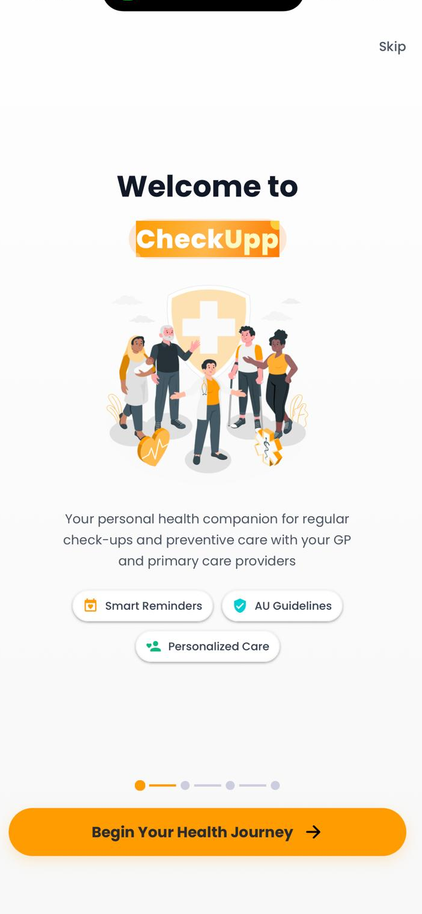 Skip
Welcome to
CheckUpp
Your personal health companion for regular
check-ups and preventive care with your GP
and primary care providers
Smart Reminders
AU Guidelines
Personalized Care
Begin Your Health Journey →